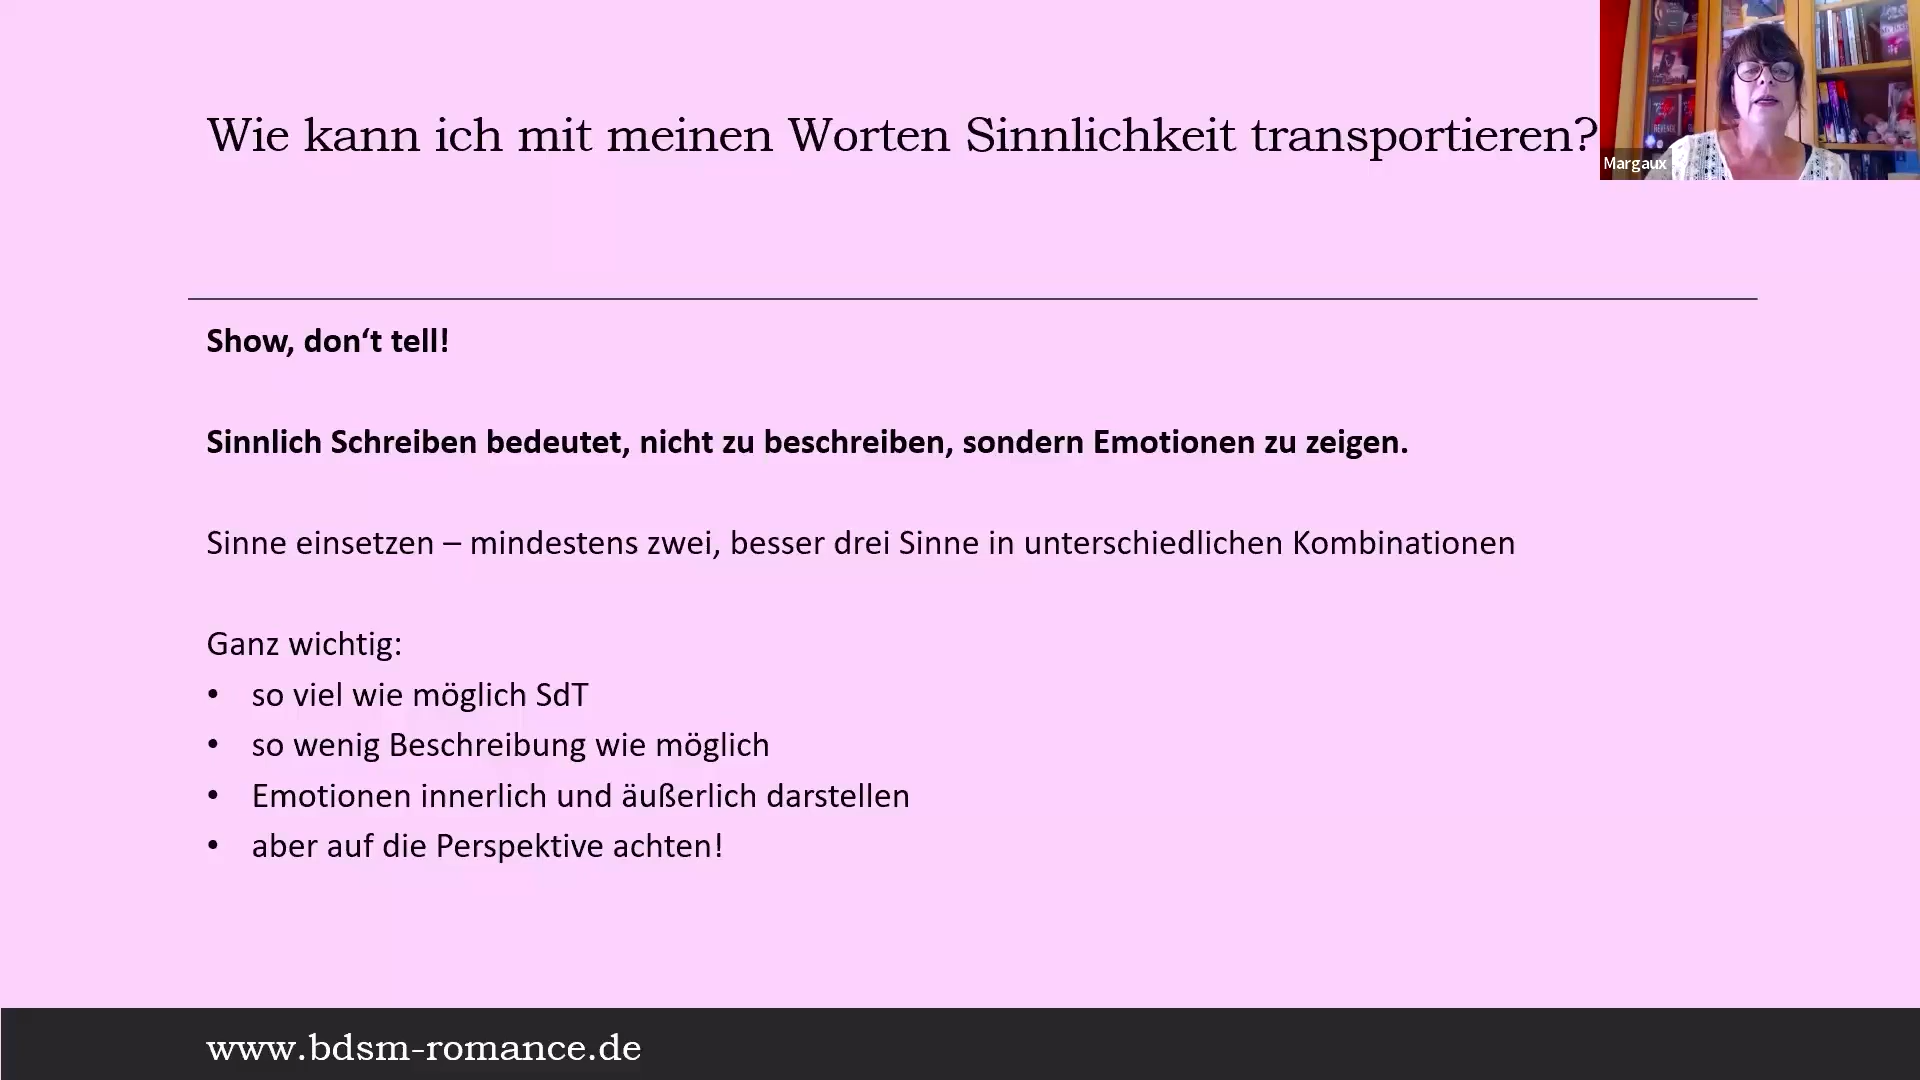 Wie kann ich mit meinen Worten Sinnlichkeit transportieren?
Margaux
Show, don‘t tell!
Sinnlich Schreiben bedeutet, nicht zu beschreiben, sondern Emotionen zu zeigen.
Sinne einsetzen – mindestens zwei, besser drei Sinne in unterschiedlichen Kombinationen
Ganz wichtig:
• so viel wie möglich SdT
• so wenig Beschreibung wie möglich
• Emotionen innerlich und äußerlich darstellen
• aber auf die Perspektive achten!
www.bdsm-romance.de